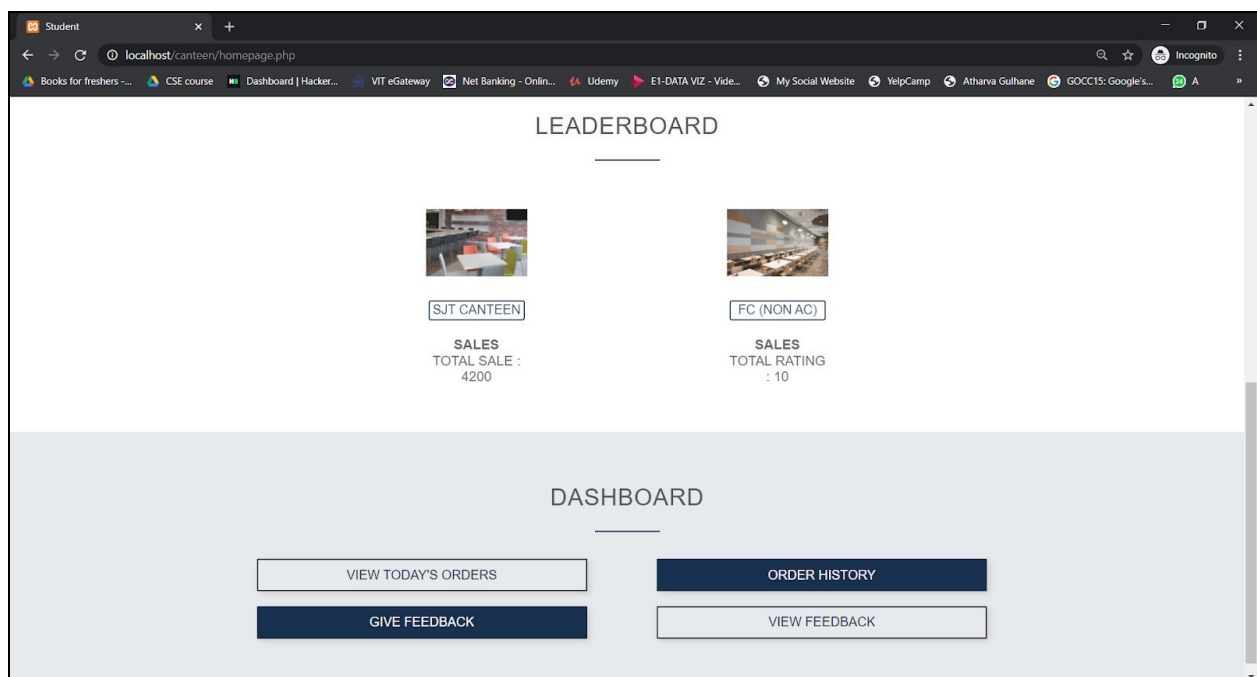 Student
localhost/canteen/homepage.php
Incognito
Books for freshers -...
CSE course
Dashboard | Hacker...
VIT eGateway
Net Banking - Onlin...
Udemy
E1-DATA VIZ - Vide...
My Social Website
YelpCamp
Atharva Gulhane
GOCC15: Google's...
A
»
LEADERBOARD
SJT CANTEEN
SALES
TOTAL SALE :
4200
FC (NON AC)
SALES
TOTAL RATING
: 10
DASHBOARD
VIEW TODAY'S ORDERS
ORDER HISTORY
GIVE FEEDBACK
VIEW FEEDBACK